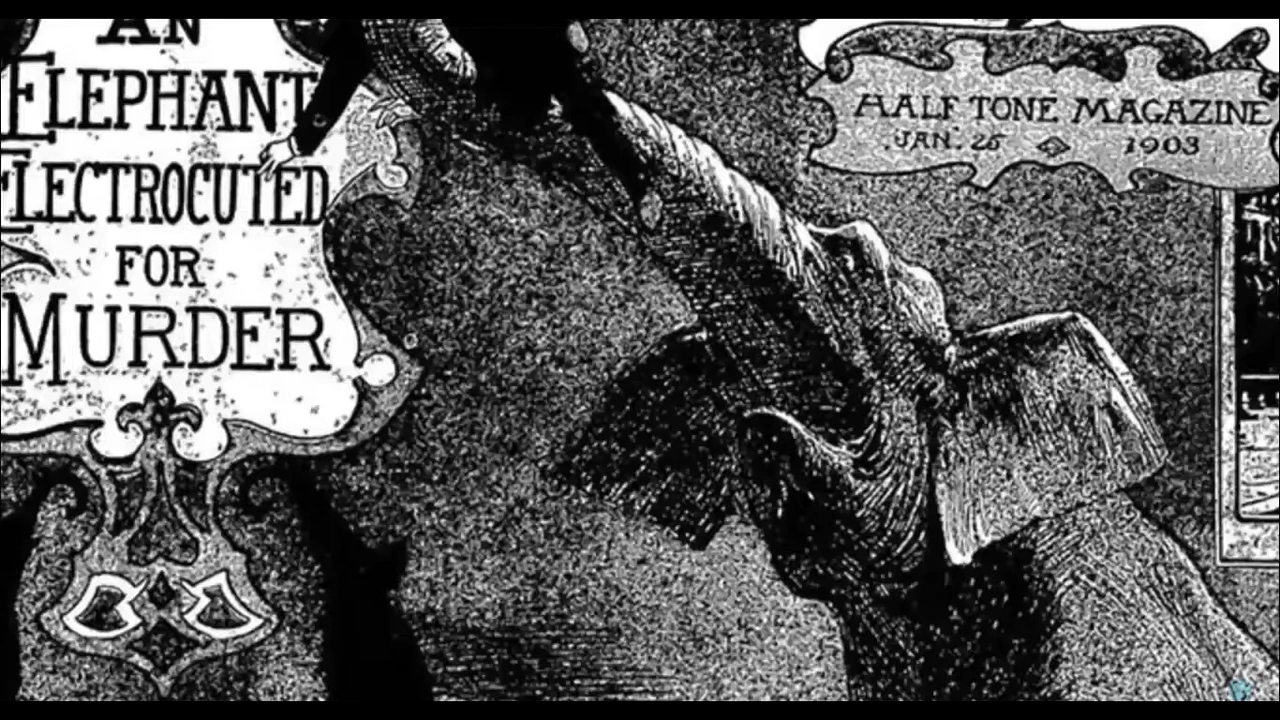 AN
ELEPHANT
ELECTROCUTED
FOR
MURDER
HALF TONE MAGAZINE
JAN. 25 1903